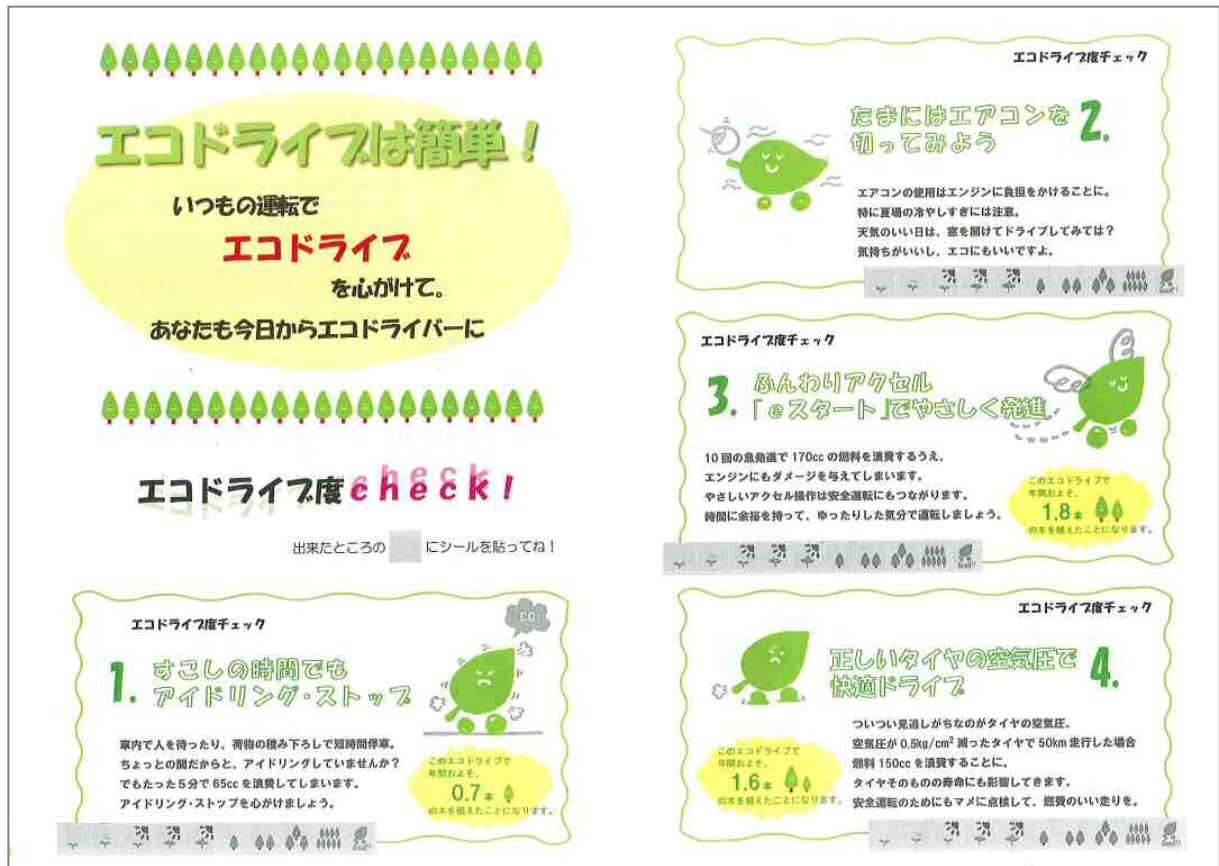 エコドライブは簡単！
いつもの運転で
エコドライブ
を心がけて。
あなたも今日からエコドライバーに
エコドライブ度check！
出来たところの にシールを貼ってね！
エコドライブ度チェック
1. すこしの時間でも
アイドリング・ストップ
CO₂
車内で人を待ったり、荷物の積み下ろしで短時間停車。
ちょっとの間だからと、アイドリングしていませんか？
でもたった5分で65ccを浪費してしまいます。
アイドリング・ストップを心がけましょう。
このエコドライブで
年間およそ、
0.7本
の木を植えたことになります。
エコドライブ度チェック
たまにはエアコンを
切ってみよう
2.
エアコンの使用はエンジンに負担をかけることに。
特に夏場の冷やしすぎには注意。
天気のいい日は、窓を開けてドライブしてみては？
気持ちがいいし、エコにもいいですよ。
エコドライブ度チェック
3. ふんわりアクセル
「eスタート」でやさしく発進
10回の急発進で170ccの燃料を浪費するうえ、
エンジンにもダメージを与えてしまいます。
やさしいアクセル操作は安全運転にもつながります。
時間に余裕を持って、ゆったりした気分で運転しましょう。
このエコドライブで
年間およそ、
1.8本
の木を植えたことになります。
エコドライブ度チェック
正しいタイヤの空気圧で
快適ドライブ
4.
ついつい見逃しがちなのがタイヤの空気圧。
空気圧が0.5kg/cm²減ったタイヤで50km走行した場合
燃料150ccを浪費することに。
タイヤそのものの寿命にも影響してきます。
安全運転のためにもマメに点検して、燃費のいい走りを。
このエコドライブで
年間およそ、
1.6本
の木を植えたことになります。